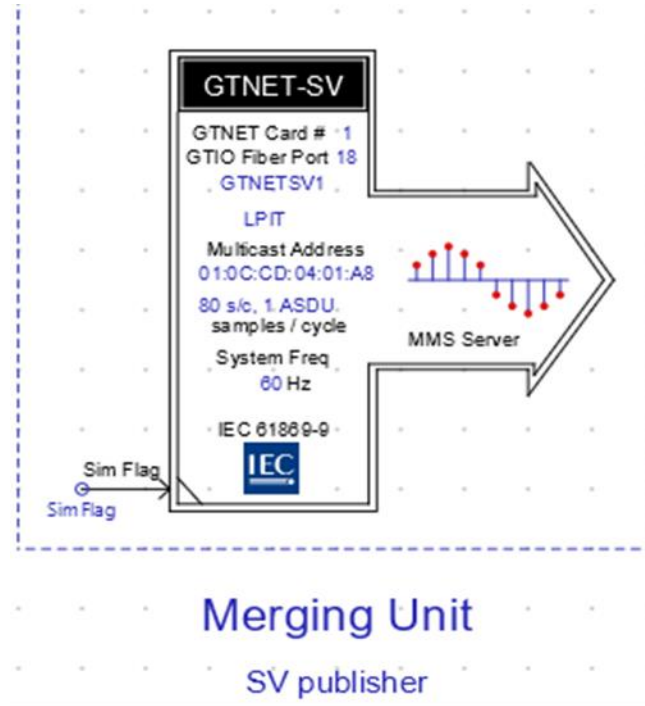 GTNET-SV
GTNET Card # 1
GTIO Fiber Port 18
GTNETSV1
LPIT
Multicast Address
01:0C:CD:04:01:A8
80 s/c, 1 ASDU
samples / cycle
System Freq
60 Hz
MMS Server
IEC 61869-9
IEC
Sim Flag
Sim Flag
Merging Unit
SV publisher